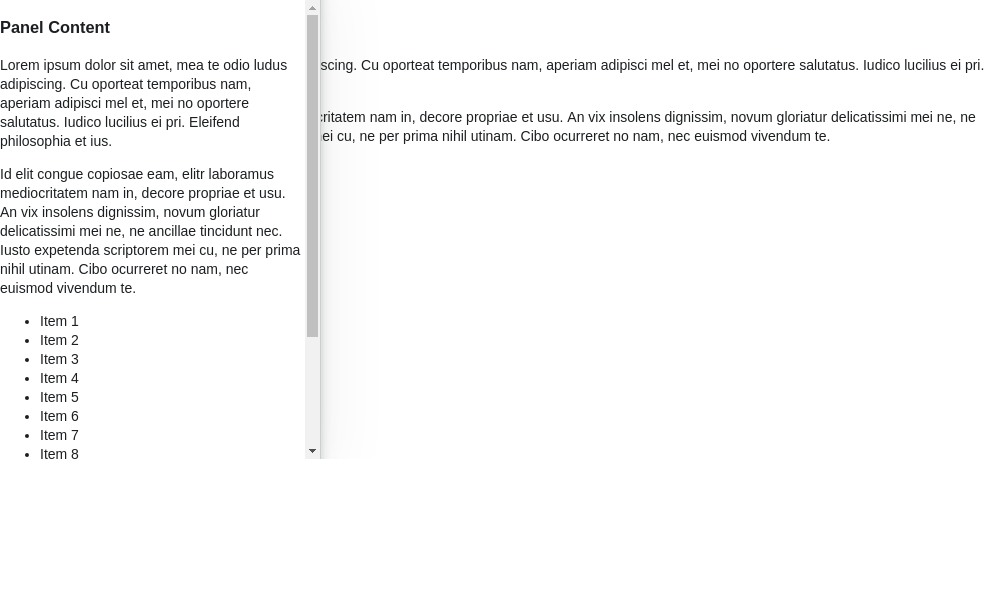 Panel Content
Lorem ipsum dolor sit amet, mea te odio ludus
adipiscing. Cu oporteat temporibus nam,
aperiam adipisci mel et, mei no oportere
salutatus. Iudico lucilius ei pri. Eleifend
philosophia et ius.
Id elit congue copiosae eam, elitr laboramus
mediocritatem nam in, decore propriae et usu.
An vix insolens dignissim, novum gloriatur
delicatissimi mei ne, ne ancillae tincidunt nec.
Iusto expetenda scriptorem mei cu, ne per prima
nihil utinam. Cibo ocurreret no nam, nec
euismod vivendum te.
Item 1
Item 2
Item 3
Item 4
Item 5
Item 6
Item 7
Item 8
scing. Cu oporteat temporibus nam, aperiam adipisci mel et, mei no oportere salutatus. Iudico lucilius ei pri.
critatem nam in, decore propriae et usu. An vix insolens dignissim, novum gloriatur delicatissimi mei ne, ne
ei cu, ne per prima nihil utinam. Cibo ocurreret no nam, nec euismod vivendum te.